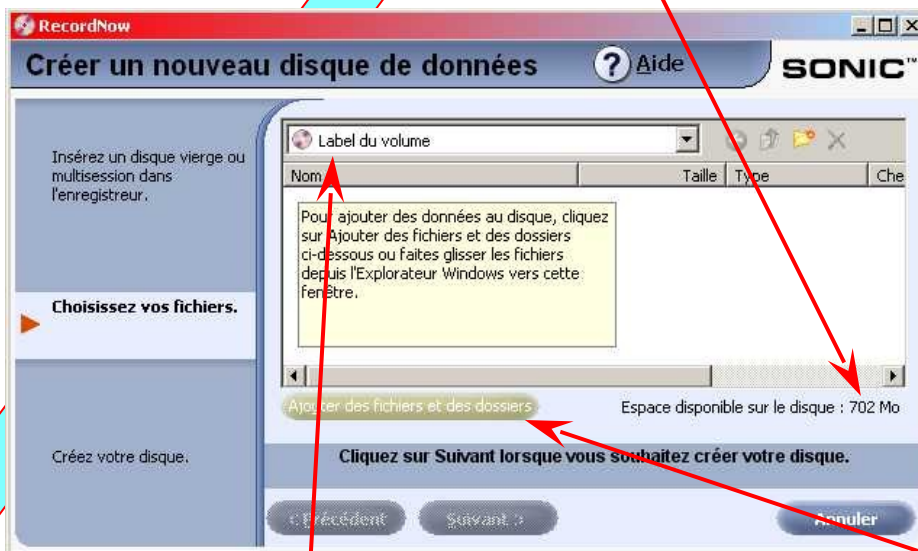 RecordNow
Créer un nouveau disque de données
? Aide
SONIC™
Insérez un disque vierge ou
multisession dans
l'enregistreur.
Choisissez vos fichiers.
Créez votre disque.
Label du volume
Nom Taille Type Che
Pour ajouter des données au disque, cliquez
sur Ajouter des fichiers et des dossiers
ci-dessous ou faites glisser les fichiers
depuis l'Explorateur Windows vers cette
fenêtre.
Ajouter des fichiers et des dossiers
Espace disponible sur le disque : 702 Mo
Cliquez sur Suivant lorsque vous souhaitez créer votre disque.
< Précédent
Suivant >
Annuler